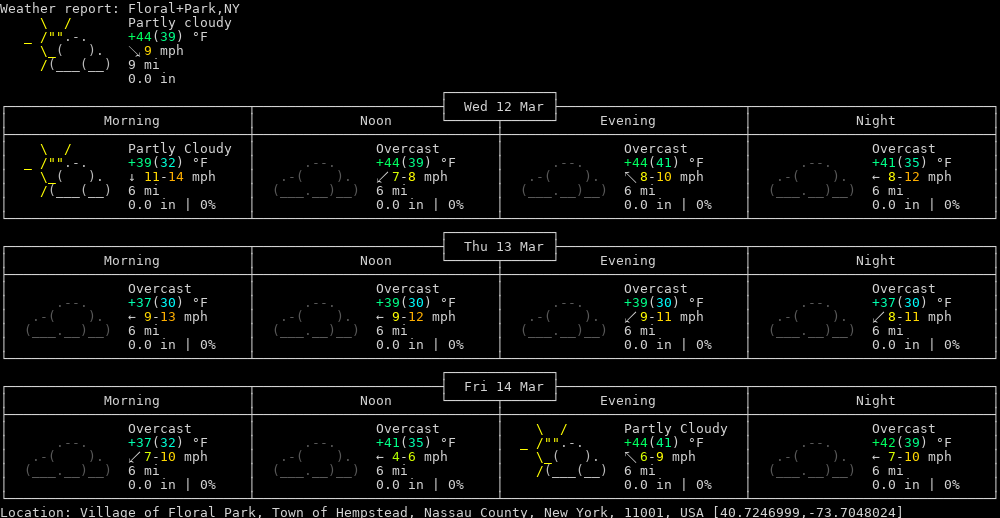 Weather report: Floral+Park,NY
Partly cloudy
+44(39) °F
↘ 9 mph
9 mi
0.0 in
Wed 12 Mar
Morning Noon Evening Night
Partly Cloudy Overcast Overcast Overcast
+39(32) °F +44(39) °F +44(41) °F +41(35) °F
↓ 11-14 mph ↙ 7-8 mph ↖ 8-10 mph ← 8-12 mph
6 mi 6 mi 6 mi 6 mi
0.0 in | 0% 0.0 in | 0% 0.0 in | 0% 0.0 in | 0%
Thu 13 Mar
Morning Noon Evening Night
Overcast Overcast Overcast Overcast
+37(30) °F +39(30) °F +39(30) °F +37(30) °F
← 9-13 mph ← 9-12 mph ↙ 9-11 mph ↙ 8-11 mph
6 mi 6 mi 6 mi 6 mi
0.0 in | 0% 0.0 in | 0% 0.0 in | 0% 0.0 in | 0%
Fri 14 Mar
Morning Noon Evening Night
Overcast Overcast Partly Cloudy Overcast
+37(32) °F +41(35) °F +44(41) °F +42(39) °F
↙ 7-10 mph ← 4-6 mph ↖ 6-9 mph ← 7-10 mph
6 mi 6 mi 6 mi 6 mi
0.0 in | 0% 0.0 in | 0% 0.0 in | 0% 0.0 in | 0%
Location: Village of Floral Park, Town of Hempstead, Nassau County, New York, 11001, USA [40.7246999,-73.7048024]